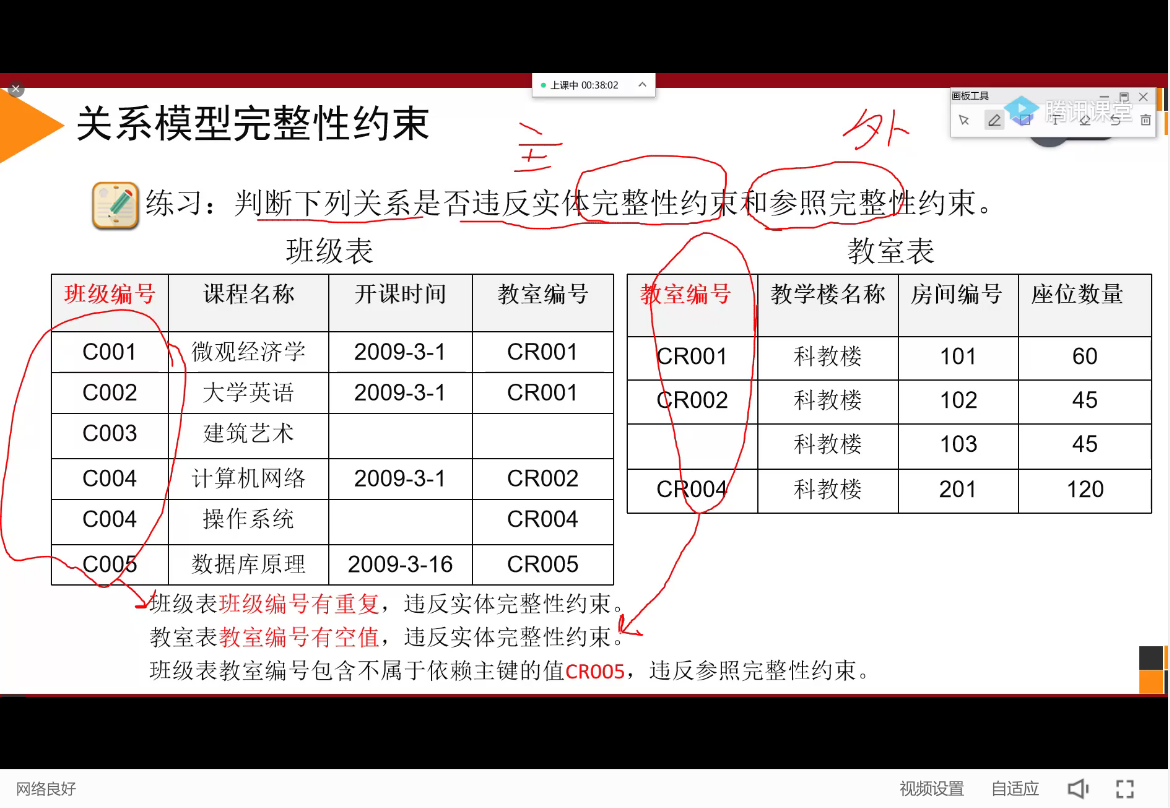 上课中 00:38:02
画板工具
腾讯课堂
关系模型完整性约束
主
外
练习：判断下列关系是否违反实体完整性约束和参照完整性约束。
班级表
班级编号 课程名称 开课时间 教室编号
C001 微观经济学 2009-3-1 CR001
C002 大学英语 2009-3-1 CR001
C003 建筑艺术
C004 计算机网络 2009-3-1 CR002
C004 操作系统 CR004
C005 数据库原理 2009-3-16 CR005
教室表
教室编号 教学楼名称 房间编号 座位数量
CR001 科教楼 101 60
CR002 科教楼 102 45
科教楼 103 45
CR004 科教楼 201 120
班级表班级编号有重复，违反实体完整性约束。
教室表教室编号有空值，违反实体完整性约束。
班级表教室编号包含不属于依赖主键的值CR005，违反参照完整性约束。
网络良好
视频设置 自适应